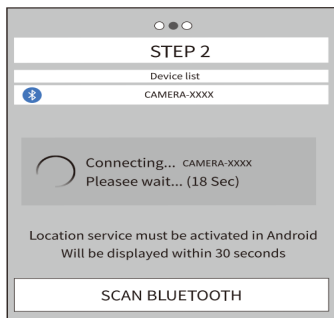 STEP 2
Device list
CAMERA-XXXX
Connecting... CAMERA-XXXX
Pleasee wait... (18 Sec)
Location service must be activated in Android
Will be displayed within 30 seconds
SCAN BLUETOOTH